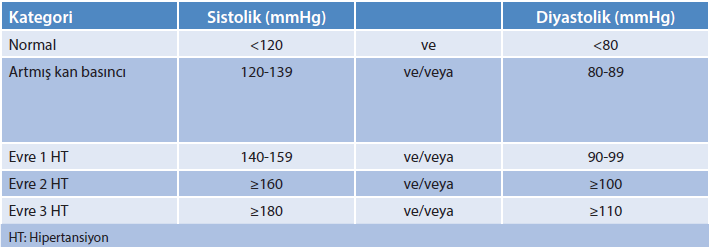 Kategori Sistolik (mmHg) Diyastolik (mmHg)
Normal <120 ve <80
Artmış kan basıncı 120-139 ve/veya 80-89
Evre 1 HT 140-159 ve/veya 90-99
Evre 2 HT ≥160 ve/veya ≥100
Evre 3 HT ≥180 ve/veya ≥110
HT: Hipertansiyon